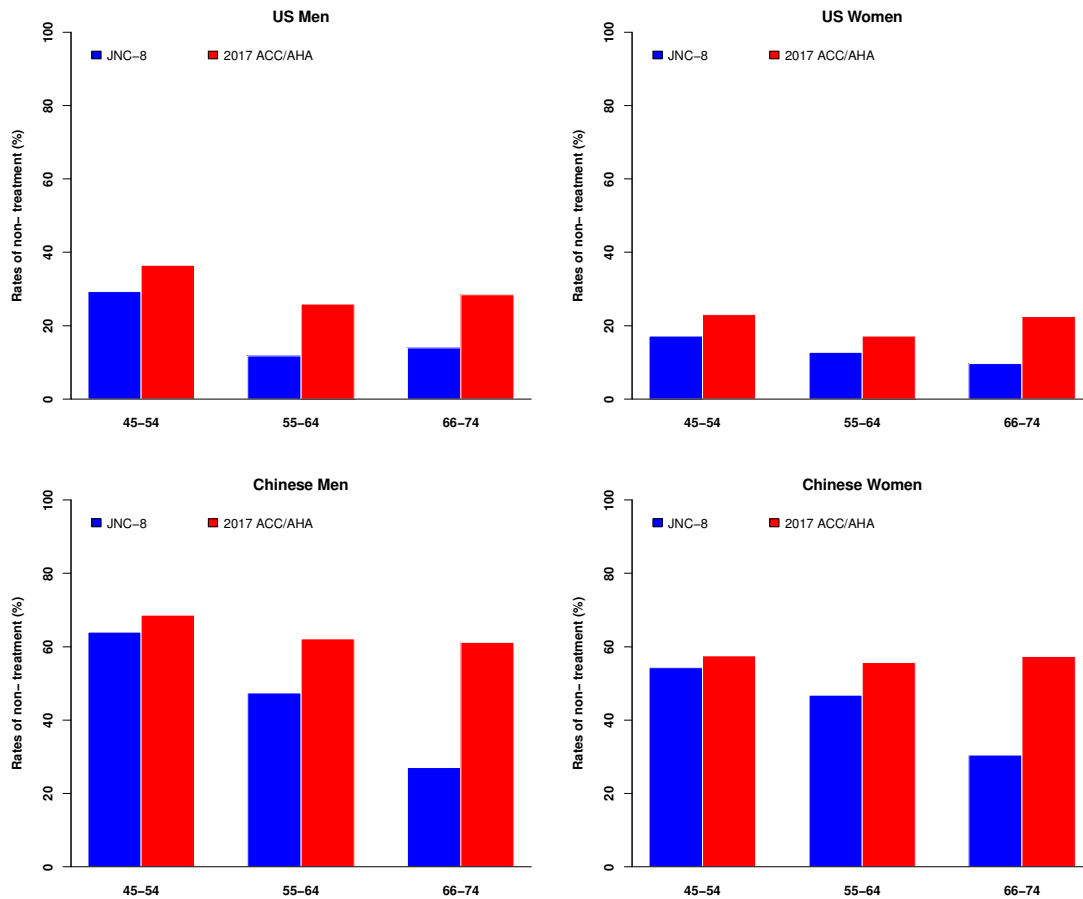 US Men
JNC−8 2017 ACC/AHA
Rates of non− treatment (%)
100
80
60
40
20
0
45−54 55−64 66−74
US Women
JNC−8 2017 ACC/AHA
Rates of non− treatment (%)
100
80
60
40
20
0
45−54 55−64 66−74
Chinese Men
JNC−8 2017 ACC/AHA
Rates of non− treatment (%)
100
80
60
40
20
0
45−54 55−64 66−74
Chinese Women
JNC−8 2017 ACC/AHA
Rates of non− treatment (%)
100
80
60
40
20
0
45−54 55−64 66−74